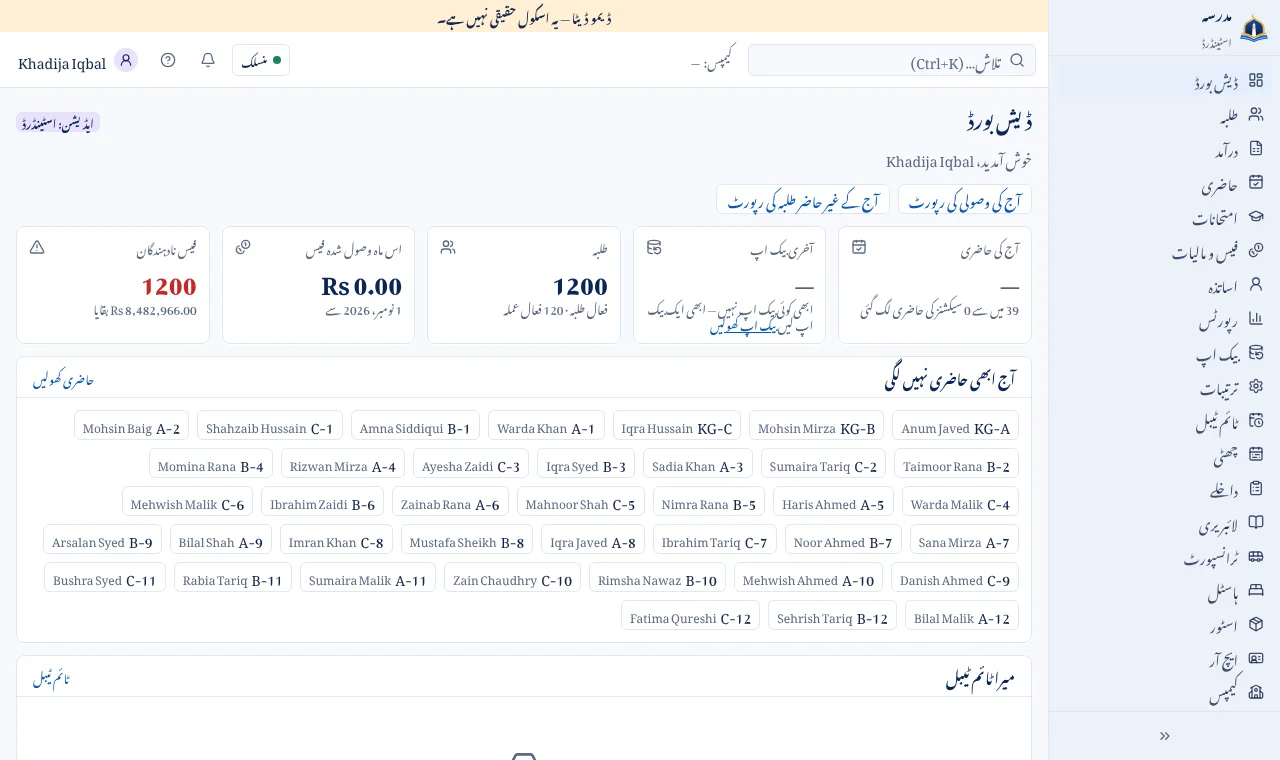 ڈیمو ڈیٹا — یہ اسکول حقیقی نہیں ہے۔
مدرسہ
اسٹینڈرڈ
ڈیش بورڈ
طلبہ
درآمد
حاضری
امتحانات
فیس و مالیات
اساتذہ
رپورٹس
بیک اپ
ترتیبات
ٹائم ٹیبل
چھٹی
داخلے
لائبریری
ٹرانسپورٹ
ہاسٹل
اسٹور
ایچ آر
کیمپس
تلاش... (Ctrl+K)
کیمپس: —
منسلک
Khadija Iqbal
ڈیش بورڈ
ایڈیشن: اسٹینڈرڈ
خوش آمدید، Khadija Iqbal
آج کی وصولی کی رپورٹ
آج کے غیر حاضر طلبہ کی رپورٹ
آج کی حاضری
—
39 میں سے 0 سیکشنز کی حاضری لگ گئی
آخری بیک اپ
—
ابھی کوئی بیک اپ نہیں — ابھی ایک بیک
اپ لیں بیک اپ کھولیں
طلبہ
1200
فعال طلبہ · 120 فعال عملہ
اس ماہ وصول شدہ فیس
Rs 0.00
1 نومبر، 2026 سے
فیس نادہندگان
1200
Rs 8,482,966.00 بقایا
آج ابھی حاضری نہیں لگی
حاضری کھولیں
KG-A Anum Javed
KG-B Mohsin Mirza
KG-C Iqra Hussain
A-1 Warda Khan
B-1 Amna Siddiqui
C-1 Shahzaib Hussain
A-2 Mohsin Baig
B-2 Taimoor Rana
C-2 Sumaira Tariq
A-3 Sadia Khan
B-3 Iqra Syed
C-3 Ayesha Zaidi
A-4 Rizwan Mirza
B-4 Momina Rana
C-4 Warda Malik
A-5 Haris Ahmed
B-5 Nimra Rana
C-5 Mahnoor Shah
A-6 Zainab Rana
B-6 Ibrahim Zaidi
C-6 Mehwish Malik
A-7 Sana Mirza
B-7 Noor Ahmed
C-7 Ibrahim Tariq
A-8 Iqra Javed
B-8 Mustafa Sheikh
C-8 Imran Khan
A-9 Bilal Shah
B-9 Arsalan Syed
C-9 Danish Ahmed
A-10 Mehwish Ahmed
B-10 Rimsha Nawaz
C-10 Zain Chaudhry
A-11 Sumaira Malik
B-11 Rabia Tariq
C-11 Bushra Syed
A-12 Bilal Malik
B-12 Sehrish Tariq
C-12 Fatima Qureshi
میرا ٹائم ٹیبل
ٹائم ٹیبل